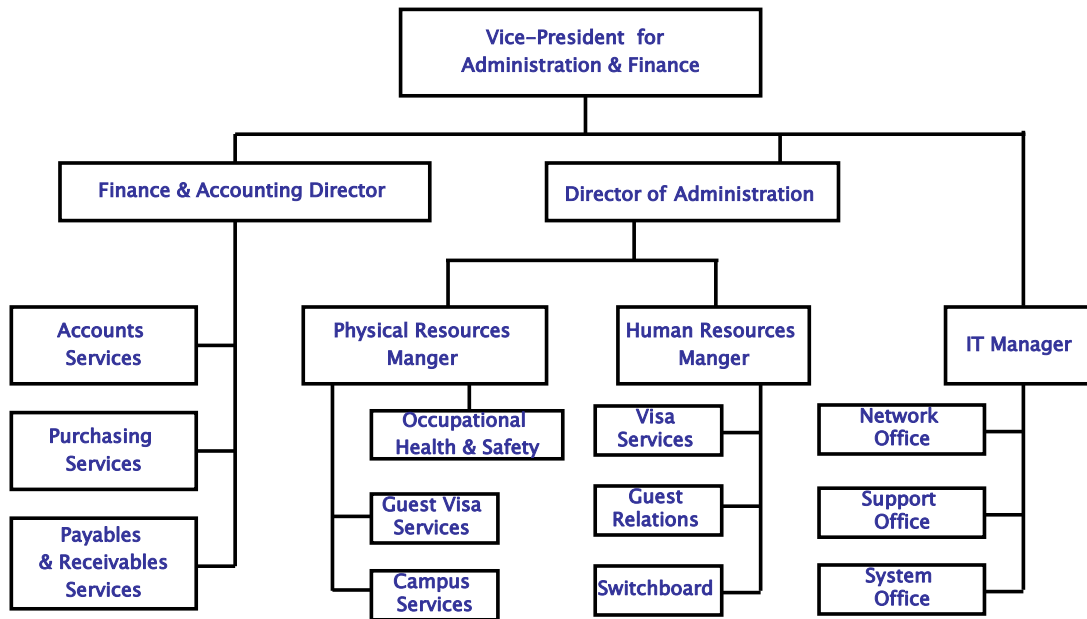 Vice-President for
Administration & Finance
Finance & Accounting Director
Director of Administration
Accounts
Services
Physical Resources
Manger
Human Resources
Manger
IT Manager
Occupational
Health & Safety
Visa
Services
Network
Office
Purchasing
Services
Guest Visa
Services
Guest
Relations
Support
Office
Payables
& Receivables
Services
Campus
Services
Switchboard
System
Office